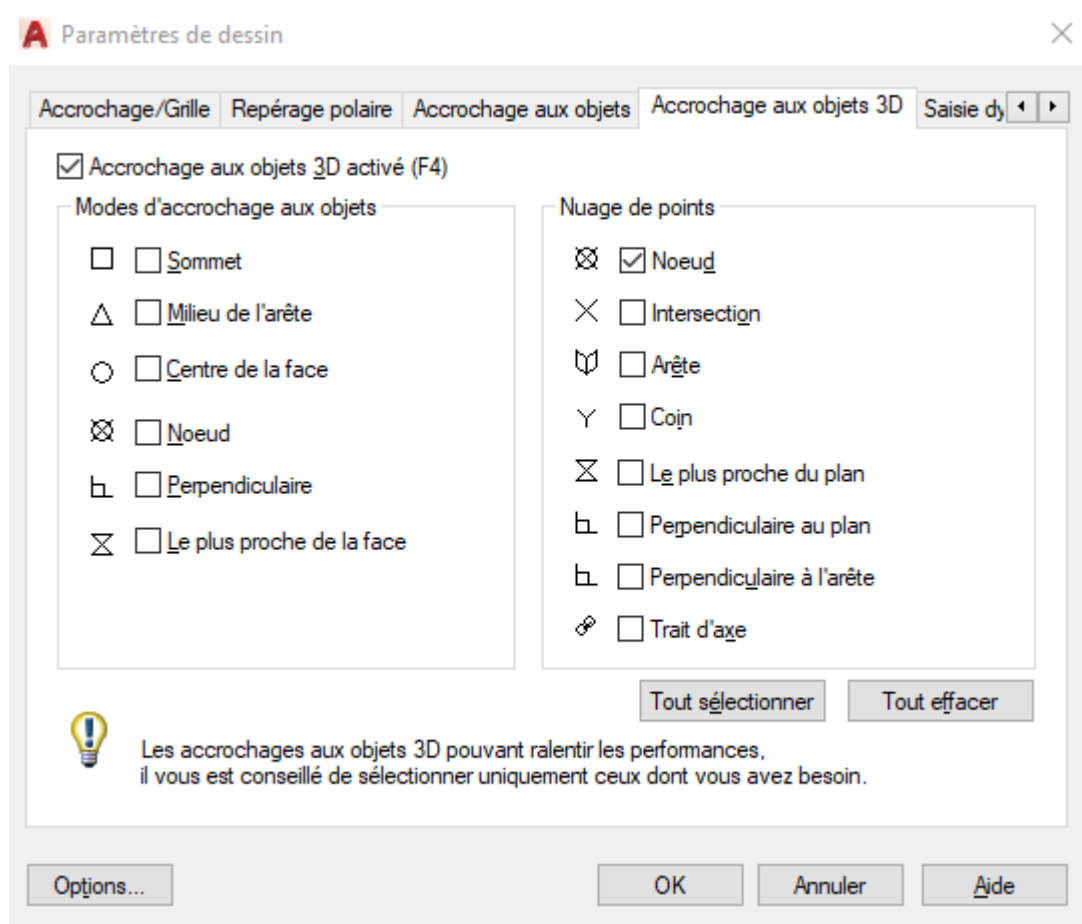 Paramètres de dessin
Accrochage/Grille Repérage polaire Accrochage aux objets Accrochage aux objets 3D Saisie dy
Accrochage aux objets 3D activé (F4)
Modes d'accrochage aux objets
Sommet
Milieu de l'arête
Centre de la face
Noeud
Perpendiculaire
Le plus proche de la face
Nuage de points
Noeud
Intersection
Arête
Coin
Le plus proche du plan
Perpendiculaire au plan
Perpendiculaire à l'arête
Trait d'axe
Tout sélectionner Tout effacer
Les accrochages aux objets 3D pouvant ralentir les performances,
il vous est conseillé de sélectionner uniquement ceux dont vous avez besoin.
Options... OK Annuler Aide